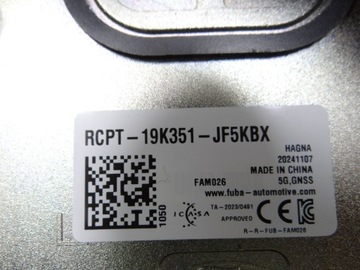 RCPT-19K351-JF5KBX
HAGNA
20241107
MADE IN CHINA
FAM026
5G,GNSS
www.fuba-automotive.com
1050
ICASA
TA-2023/0481
APPROVED
R-R-FUB-FAM026